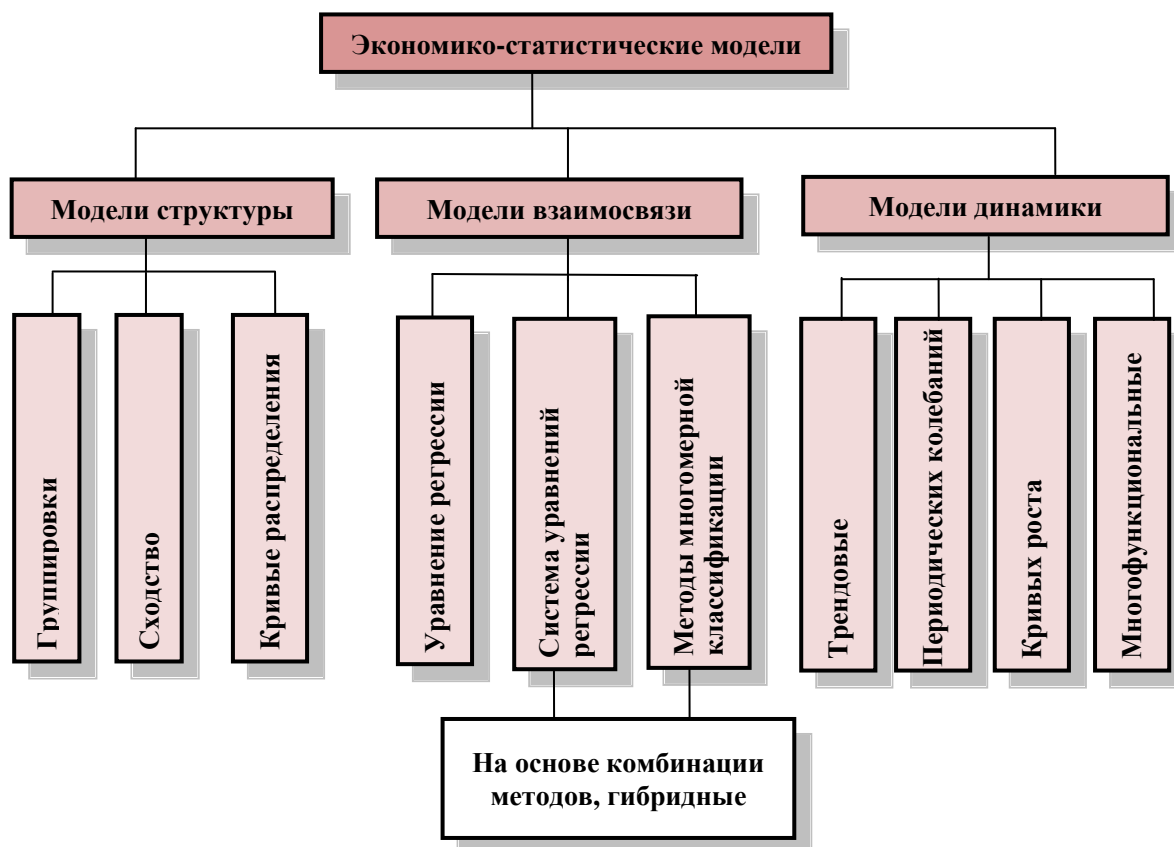 Экономико-статистические модели
Модели структуры
Модели взаимосвязи
Модели динамики
Группировки
Сходство
Кривые распределения
Уравнение регрессии
Система уравнений
регрессии
Методы многомерной
классификации
Трендовые
Периодических колебаний
Кривых роста
Многофункциональные
На основе комбинации
методов, гибридные